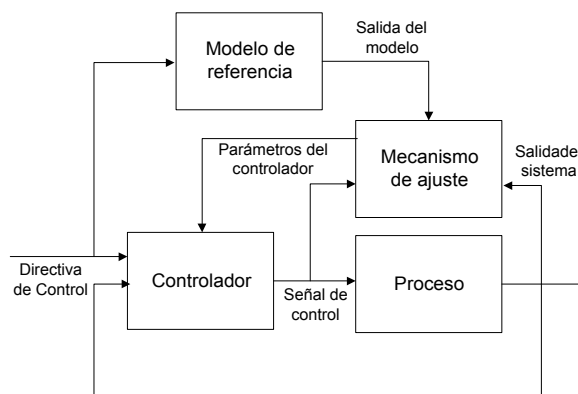 Modelo de
referencia
Salida del
modelo
Parámetros del
controlador
Mecanismo
de ajuste
Salidade
sistema
Directiva
de Control
Controlador
Señal de
control
Proceso